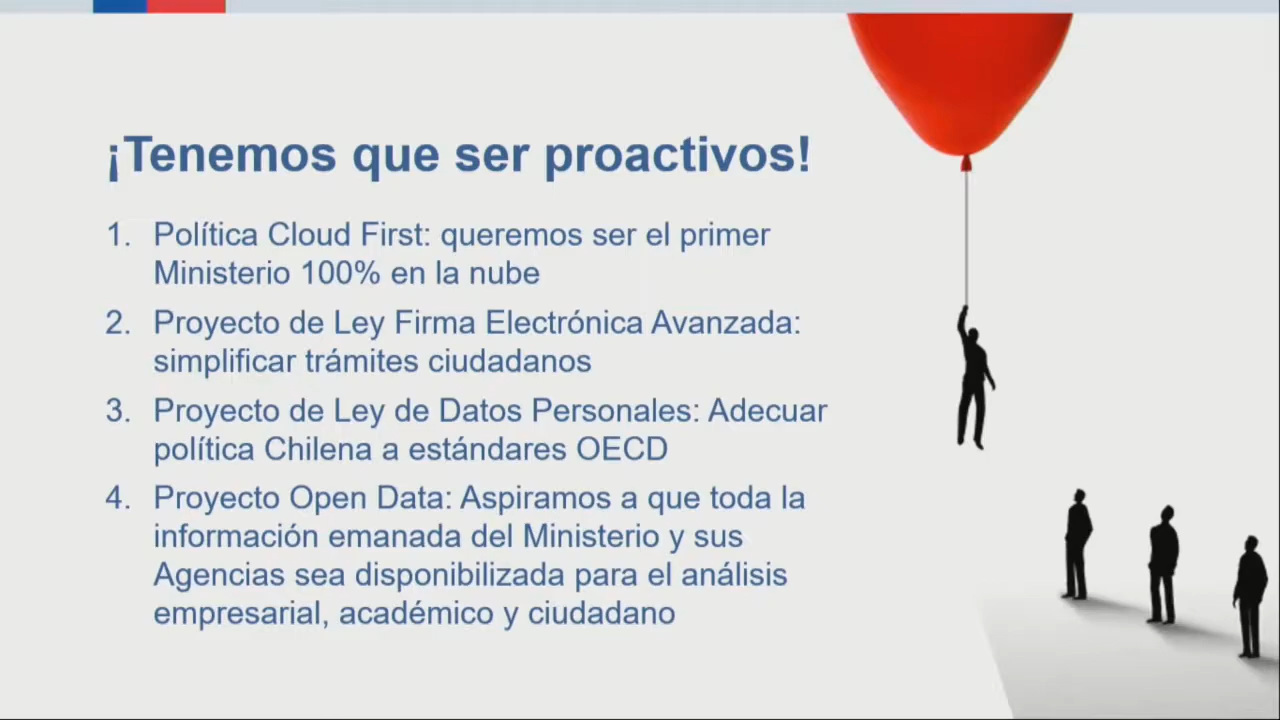 ¡Tenemos que ser proactivos!
1. Política Cloud First: queremos ser el primer
Ministerio 100% en la nube
2. Proyecto de Ley Firma Electrónica Avanzada:
simplificar trámites ciudadanos
3. Proyecto de Ley de Datos Personales: Adecuar
política Chilena a estándares OECD
4. Proyecto Open Data: Aspiramos a que toda la
información emanada del Ministerio y sus
Agencias sea disponibilizada para el análisis
empresarial, académico y ciudadano